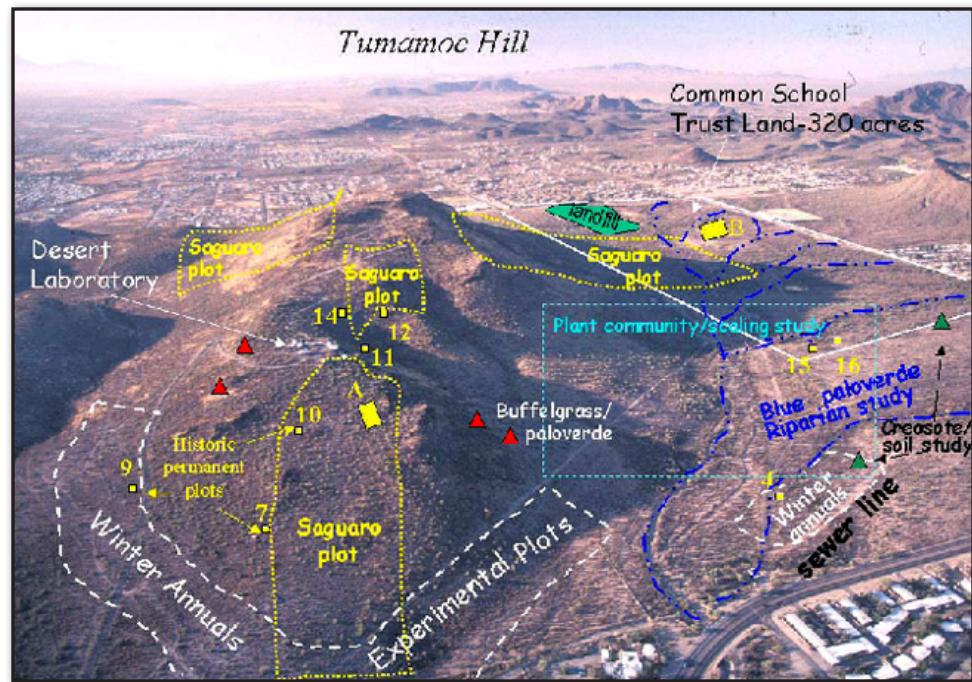 Tumamoc Hill
Common School
Trust Land-320 acres
landfill
B
Desert
Laboratory
Saguaro
plot
Saguaro
plot
Saguaro
plot
14
12
11
Plant community/scaling study
15
16
A
10
Buffelgrass/
paloverde
Blue paloverde
Riparian study
Creosote/
soil study
Historic
permanant
plots
9
7
4
Winter
annuals
sewer line
Saguaro
plot
Winter Annuals
Experimental Plots